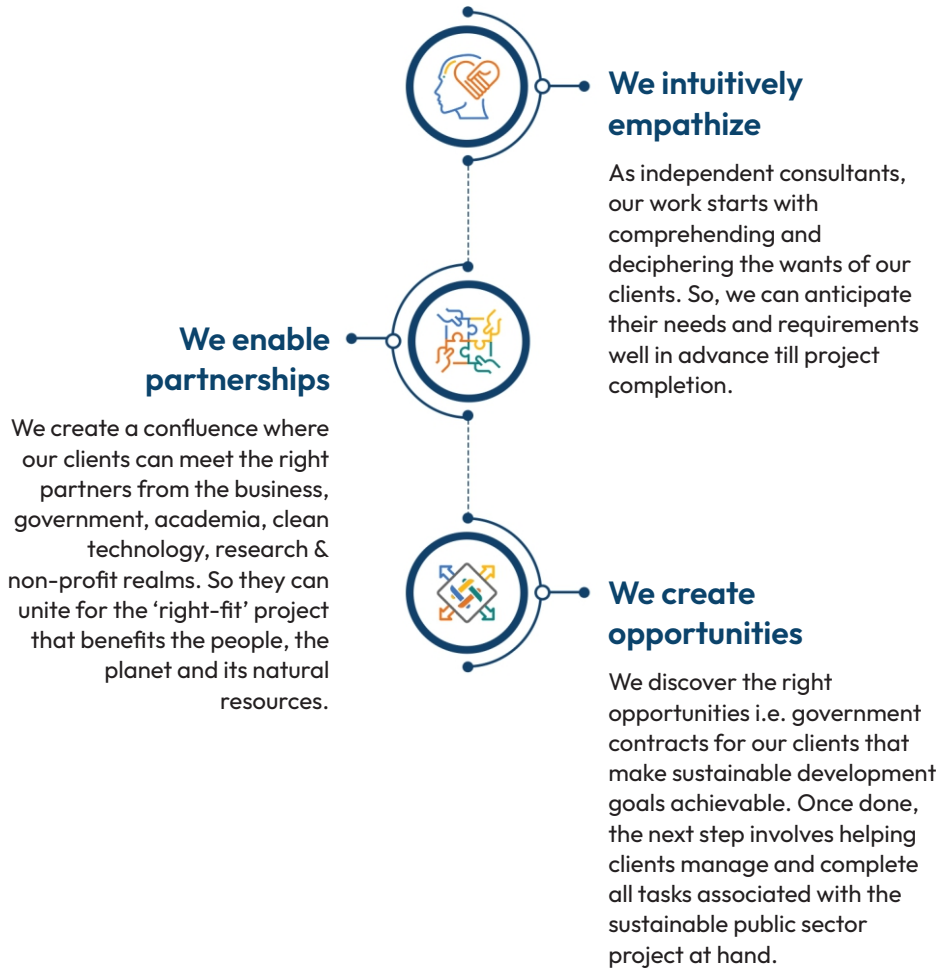 We intuitively
empathize
As independent consultants,
our work starts with
comprehending and
deciphering the wants of our
clients. So, we can anticipate
their needs and requirements
well in advance till project
completion.
We enable
partnerships
We create a confluence where
our clients can meet the right
partners from the business,
government, academia, clean
technology, research &
non-profit realms. So they can
unite for the ‘right-fit’ project
that benefits the people, the
planet and its natural
resources.
We create
opportunities
We discover the right
opportunities i.e. government
contracts for our clients that
make sustainable development
goals achievable. Once done,
the next step involves helping
clients manage and complete
all tasks associated with the
sustainable public sector
project at hand.